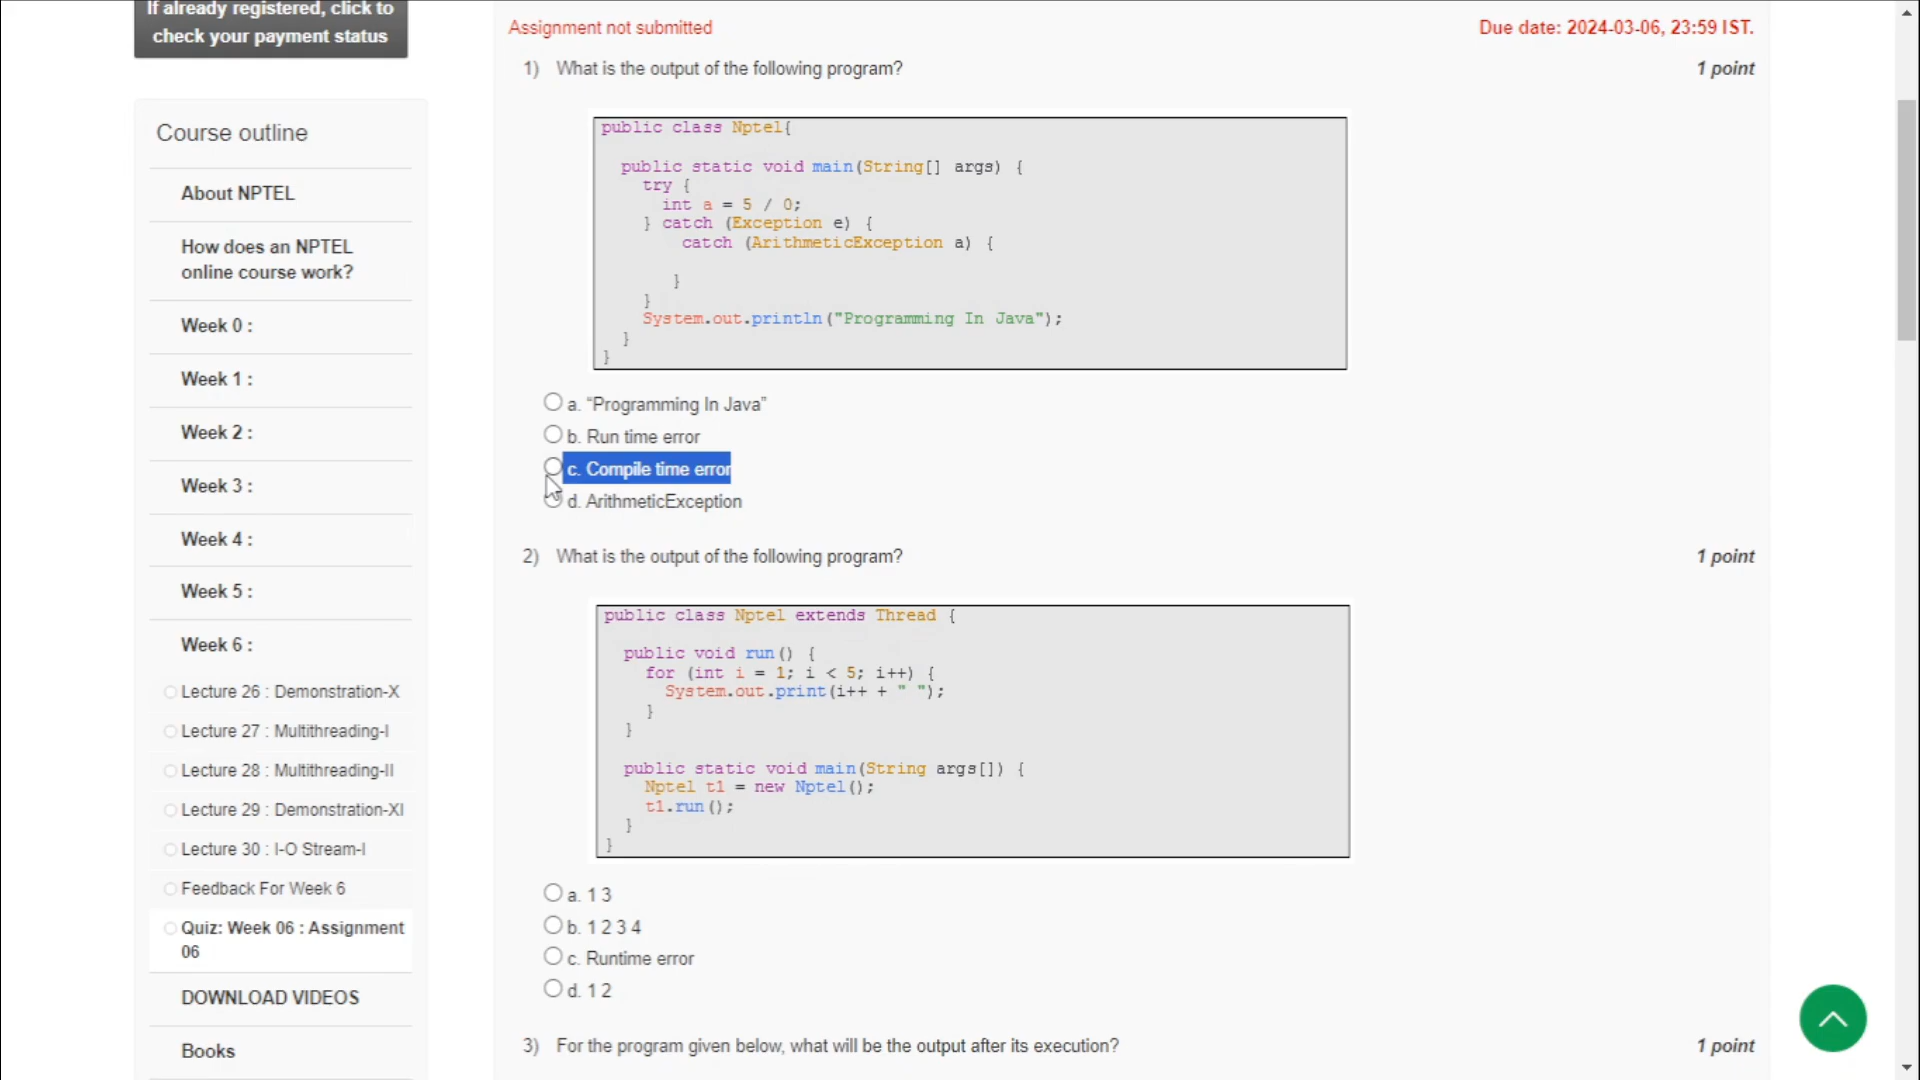 If already registered, click to
check your payment status
Course outline
About NPTEL
How does an NPTEL
online course work?
Week 0 :
Week 1 :
Week 2 :
Week 3 :
Week 4 :
Week 5 :
Week 6 :
Lecture 26 : Demonstration-X
Lecture 27 : Multithreading-I
Lecture 28 : Multithreading-II
Lecture 29 : Demonstration-XI
Lecture 30 : I-O Stream-I
Feedback For Week 6
Quiz: Week 06 : Assignment
06
DOWNLOAD VIDEOS
Books
Assignment not submitted
Due date: 2024-03-06, 23:59 IST.
1) What is the output of the following program? 1 point
public class Nptel{
public static void main(String[] args) {
try {
int a = 5 / 0;
} catch (Exception e) {
catch (ArithmeticException a) {
}
}
System.out.println("Programming In Java");
}
}
a. “Programming In Java”
b. Run time error
c. Compile time error
d. ArithmeticException
2) What is the output of the following program? 1 point
public class Nptel extends Thread {
public void run() {
for (int i = 1; i < 5; i++) {
System.out.print(i++ + " ");
}
}
public static void main(String args[]) {
Nptel t1 = new Nptel();
t1.run();
}
}
a. 1 3
b. 1 2 3 4
c. Runtime error
d. 1 2
3) For the program given below, what will be the output after its execution? 1 point